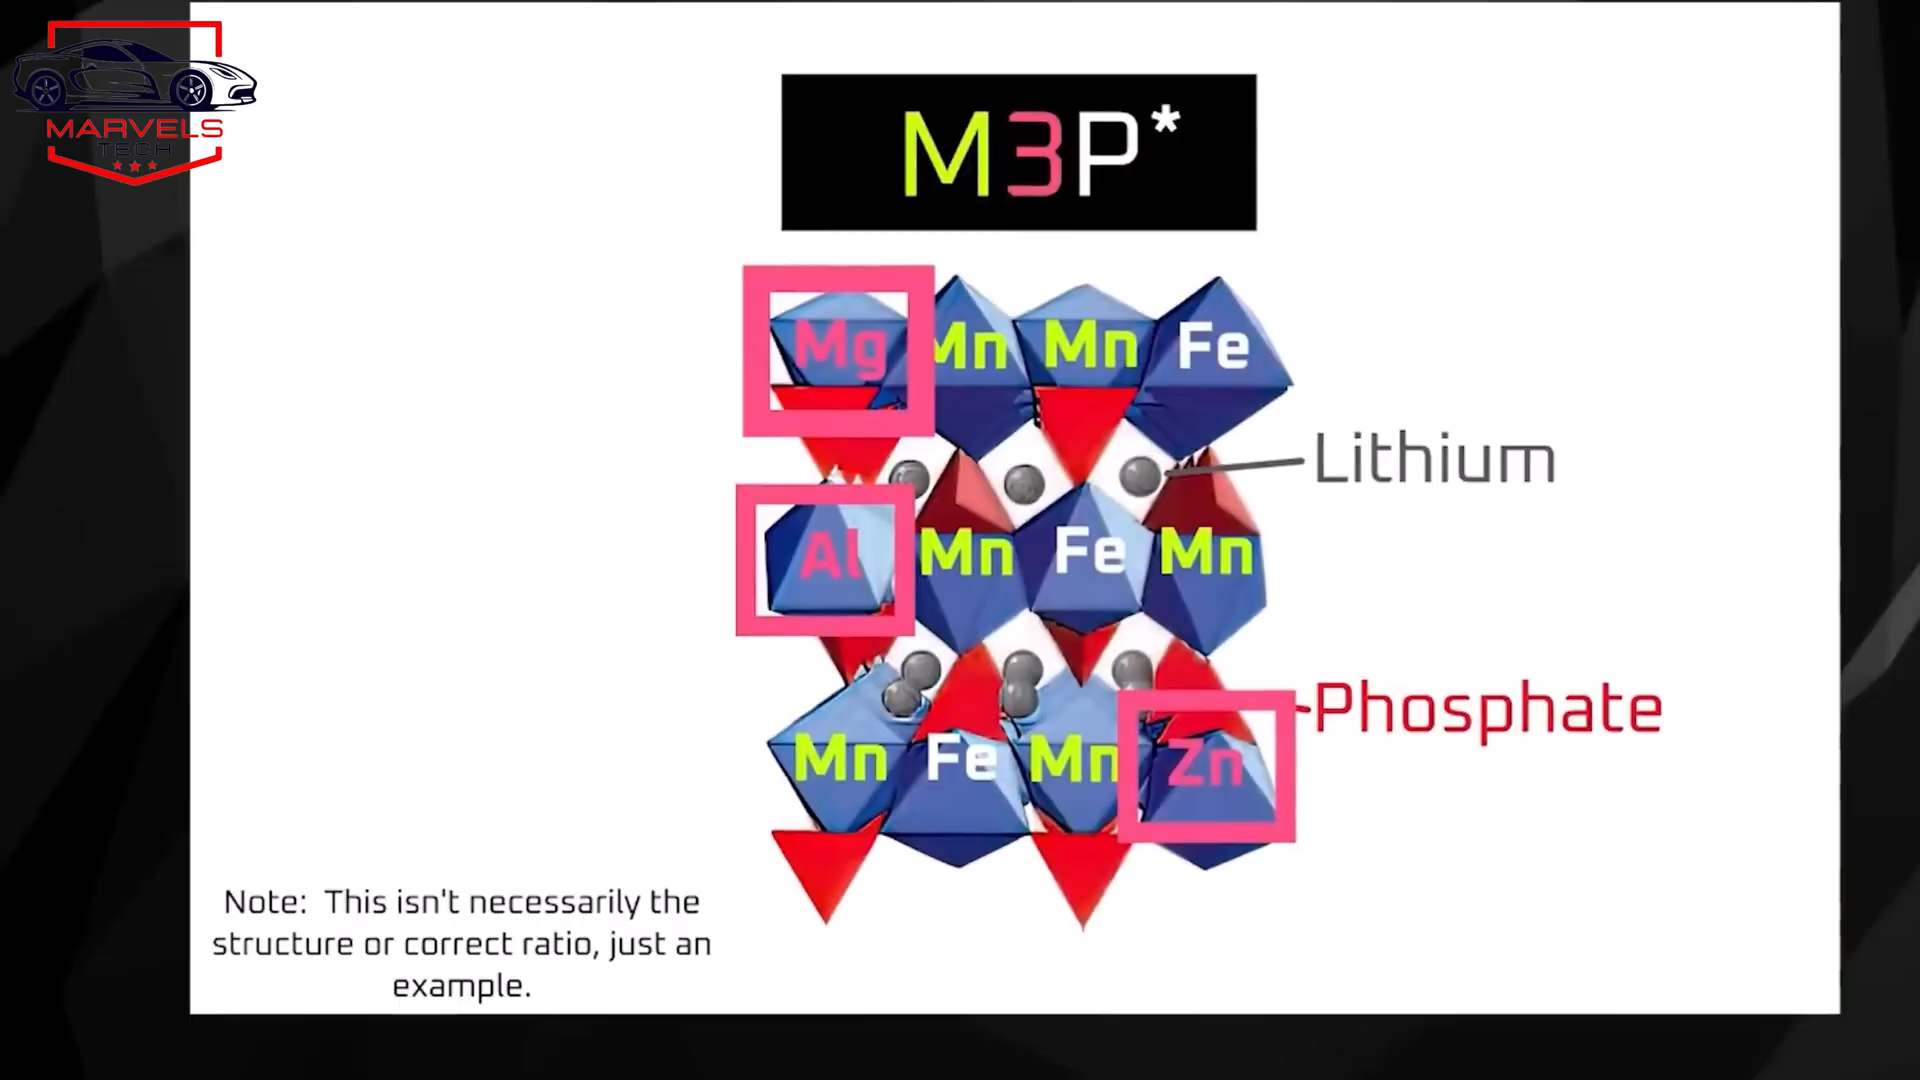 MARVELS
TECH
M3P*
Mg Mn Mn Fe
Lithium
Al Mn Fe Mn
Phosphate
Mn Fe Mn Zn
Note: This isn't necessarily the
structure or correct ratio, just an
example.